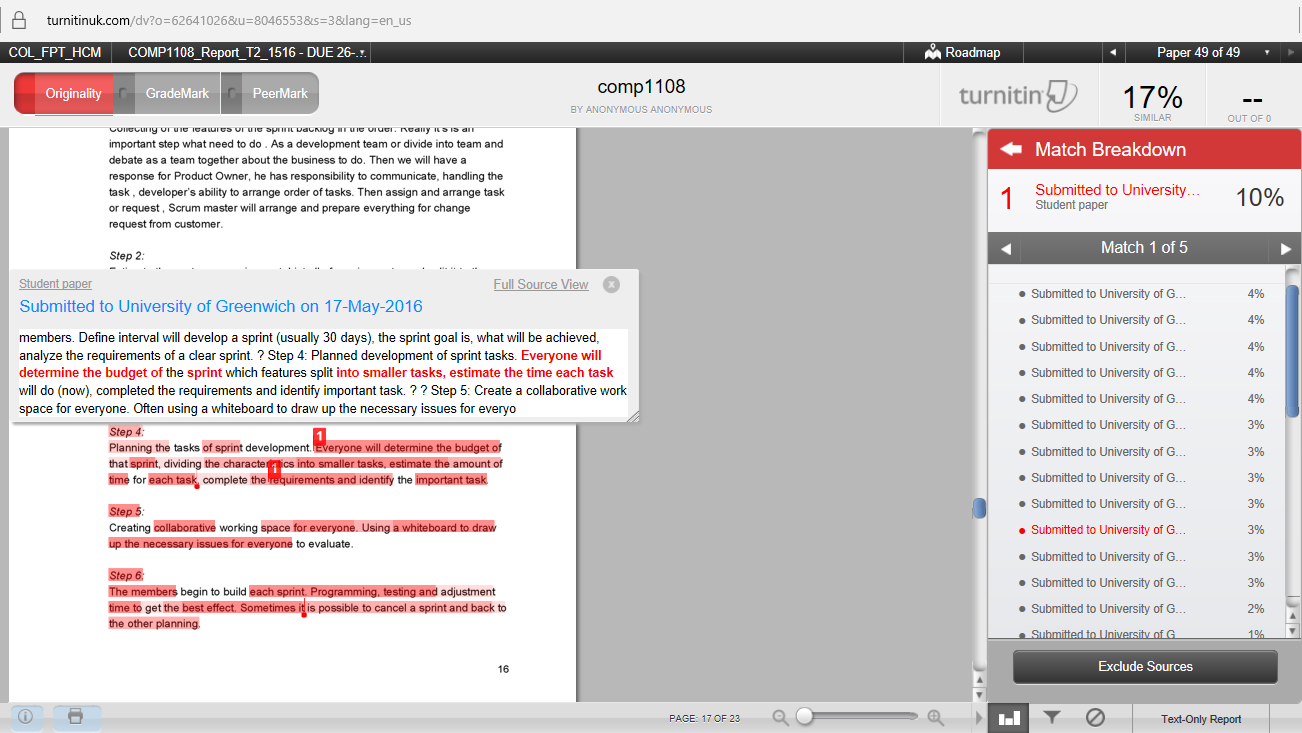 turnitinuk.com/dv?o=62641026&u=8046553&s=3&lang=en_us
COL_FPT_HCM
COMP1108_Report_T2_1516 - DUE 26-...
Roadmap
Paper 49 of 49
Originality
GradeMark
PeerMark
comp1108
BY ANONYMOUS ANONYMOUS
turnitin
17%
SIMILAR
--
OUT OF 0
Collecting of the features of the sprint backlog in the order. Really it's is an
important step what need to do . As a development team or divide into team and
debate as a team together about the business to do. Then we will have a
response for Product Owner, he has responsibility to communicate, handling the
task , developer's ability to arrange order of tasks. Then assign and arrange task
or request , Scrum master will arrange and prepare everything for change
request from customer.
Step 2:
Student paper
Full Source View
Submitted to University of Greenwich on 17-May-2016
members. Define interval will develop a sprint (usually 30 days), the sprint goal is, what will be achieved,
analyze the requirements of a clear sprint. ? Step 4: Planned development of sprint tasks. Everyone will
determine the budget of the sprint which features split into smaller tasks, estimate the time each task
will do (now), completed the requirements and identify important task. ? ? Step 5: Create a collaborative work
space for everyone. Often using a whiteboard to draw up the necessary issues for everyo
Step 4:
Planning the tasks of sprint development. 1 Everyone will determine the budget of
that sprint, dividing the characteristics into smaller tasks, estimate the amount of
1
time for each task, complete the requirements and identify the important task.
Step 5:
Creating collaborative working space for everyone. Using a whiteboard to draw
up the necessary issues for everyone to evaluate.
Step 6:
The members begin to build each sprint. Programming, testing and adjustment
time to get the best effect. Sometimes it is possible to cancel a sprint and back to
the other planning.
16
Match Breakdown
1
Submitted to University...
Student paper
10%
Match 1 of 5
Submitted to University of G... 4%
Submitted to University of G... 4%
Submitted to University of G... 4%
Submitted to University of G... 4%
Submitted to University of G... 4%
Submitted to University of G... 3%
Submitted to University of G... 3%
Submitted to University of G... 3%
Submitted to University of G... 3%
Submitted to University of G... 3%
Submitted to University of G... 3%
Submitted to University of G... 3%
Submitted to University of G... 2%
Submitted to University of G... 1%
Exclude Sources
PAGE: 17 OF 23
Text-Only Report